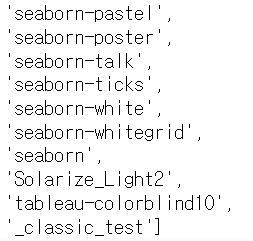 'seaborn-pastel',
'seaborn-poster',
'seaborn-talk',
'seaborn-ticks',
'seaborn-white',
'seaborn-whitegrid',
'seaborn',
'Solarize_Light2',
'tableau-colorblind10',
'_classic_test']